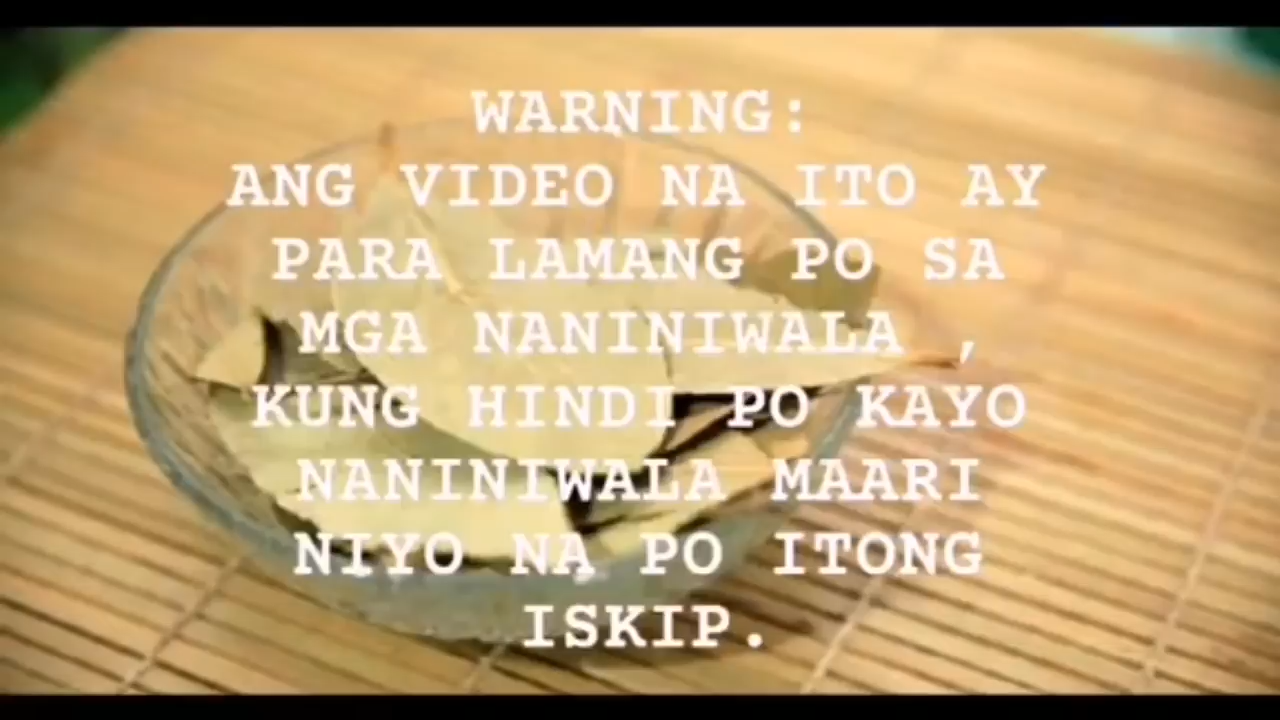 WARNING:
ANG VIDEO NA ITO AY
PARA LAMANG PO SA
MGA NANINIWALA ,
KUNG HINDI PO KAYO
NANINIWALA MAARI
NIYO NA PO ITONG
ISKIP.